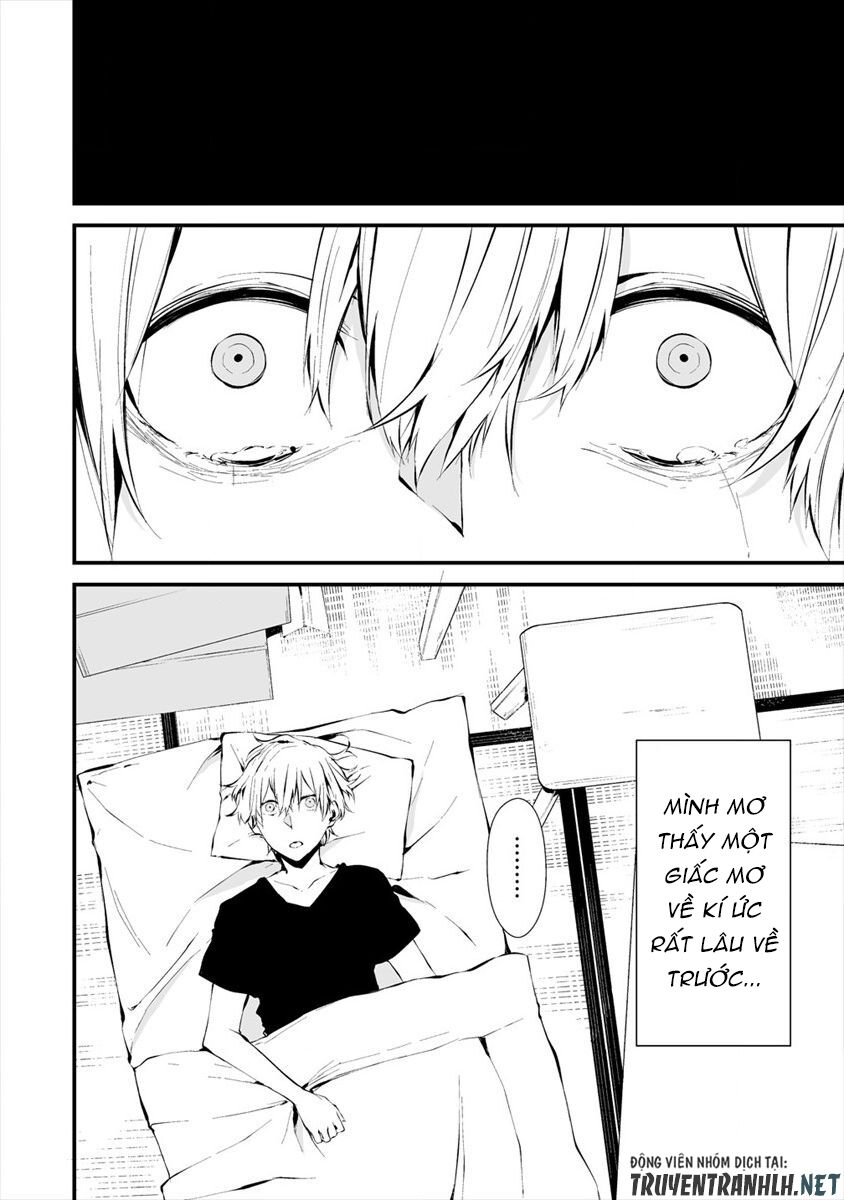 MÌNH MƠ
THẤY MỘT
GIẤC MƠ
VỀ KÍ ỨC
RẤT LÂU VỀ
TRƯỚC...
.........
ĐỘNG VIÊN NHÓM DỊCH TẠI:
TRUYENTRANHLH.NET